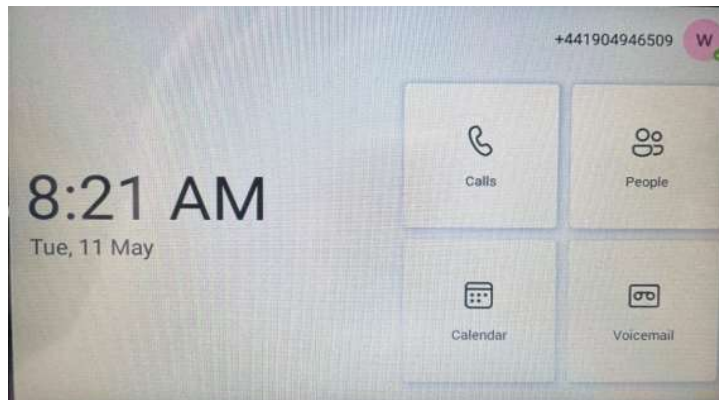 +441904946509 W
Calls People
8:21 AM
Tue, 11 May
Calendar Voicemail